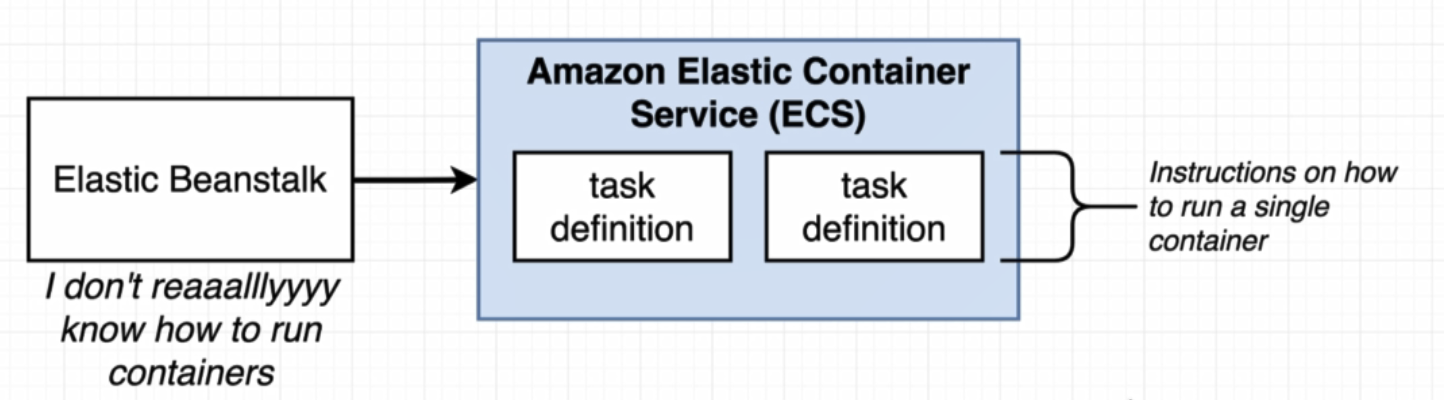 Amazon Elastic Container
Service (ECS)
Elastic Beanstalk
task
definition
task
definition
Instructions on how
to run a single
container
I don't reaaalllyyyy
know how to run
containers